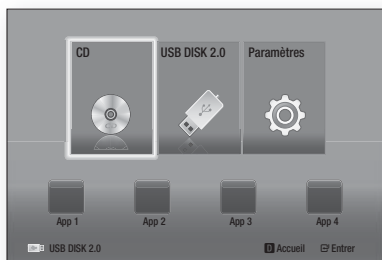 CD USB DISK 2.0 Paramètres
App 1 App 2 App 3 App 4
USB DISK 2.0 D Accueil Entrer